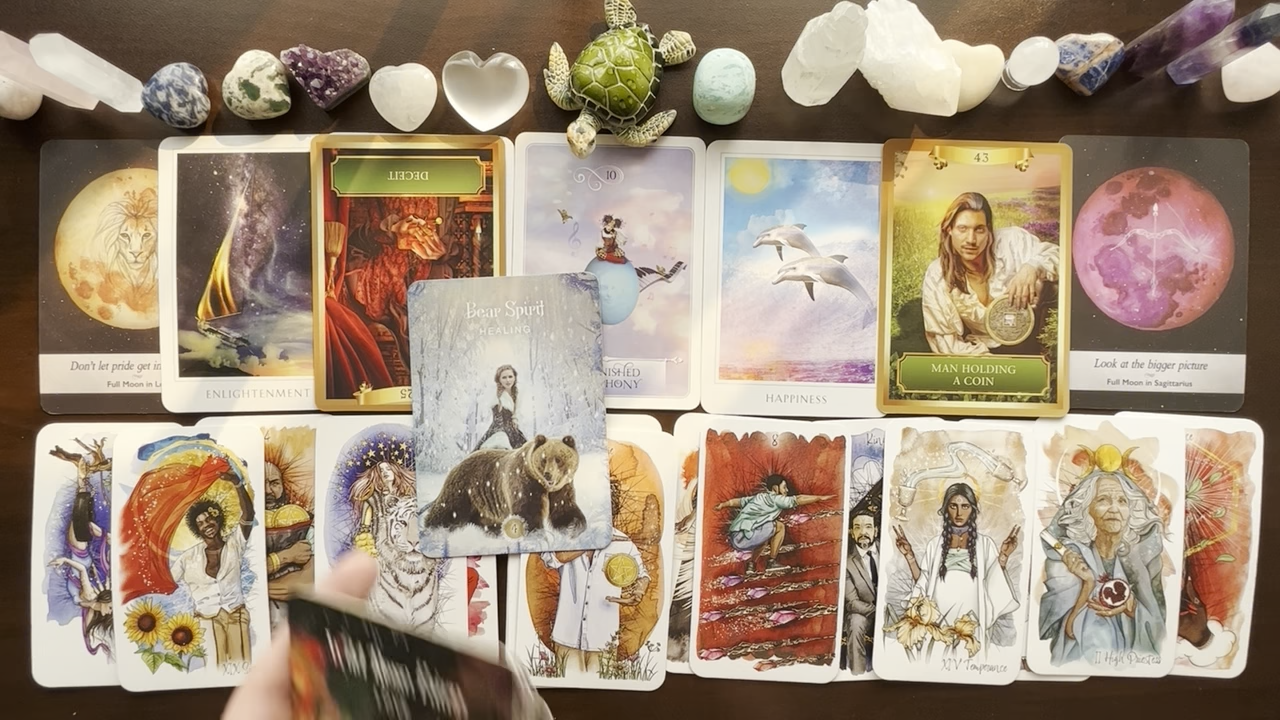 DECEIT
10
43
Bear Spirit
HEALING
Don't let pride get in
Full Moon in Le
ENLIGHTENMENT
25
NISHED
HONY
HAPPINESS
MAN HOLDING
A COIN
Look at the bigger picture
Full Moon in Sagittarius
8
XIV Temperance
II High Priestess